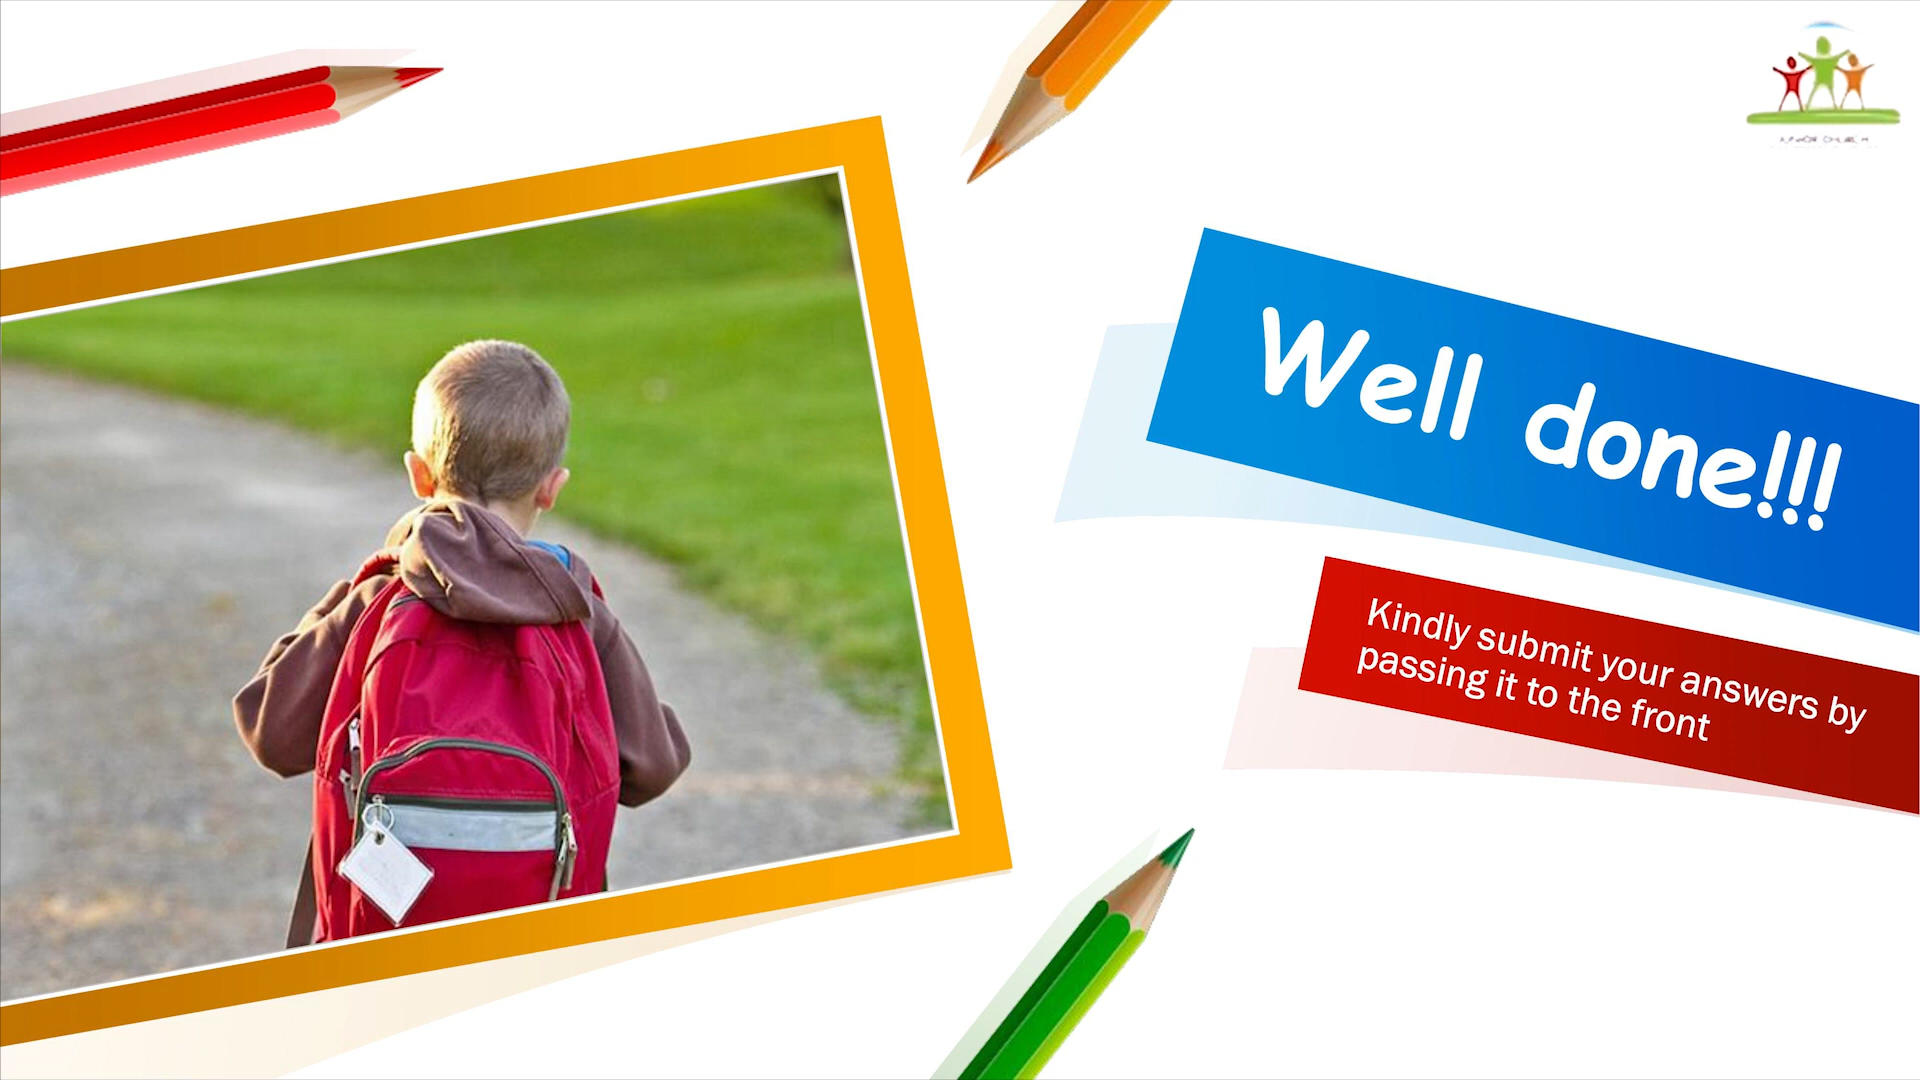 Well done!!!
Kindly submit your answers by
passing it to the front